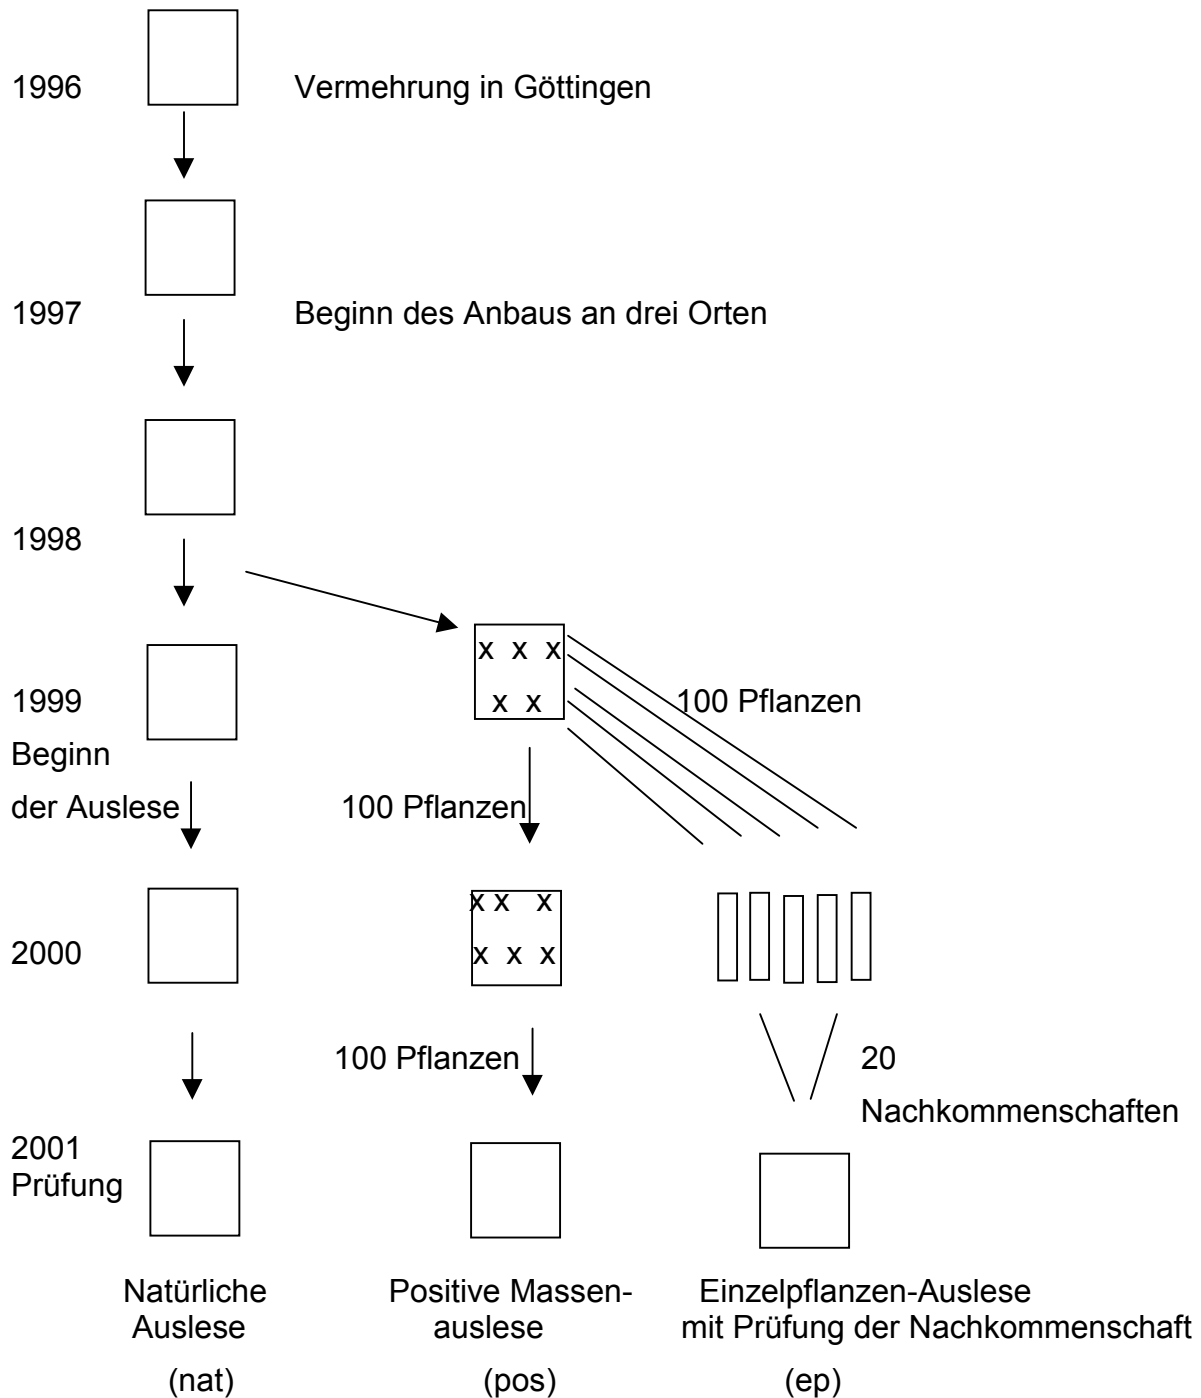 1996 Vermehrung in Göttingen
1997 Beginn des Anbaus an drei Orten
1998
x x x
1999 x x 100 Pflanzen
Beginn
der Auslese 100 Pflanzen
x x x
2000 x x x
100 Pflanzen 20
Nachkommenschaften
2001
Prüfung
Natürliche Positive Massen- Einzelpflanzen-Auslese
Auslese auslese mit Prüfung der Nachkommenschaft
(nat) (pos) (ep)